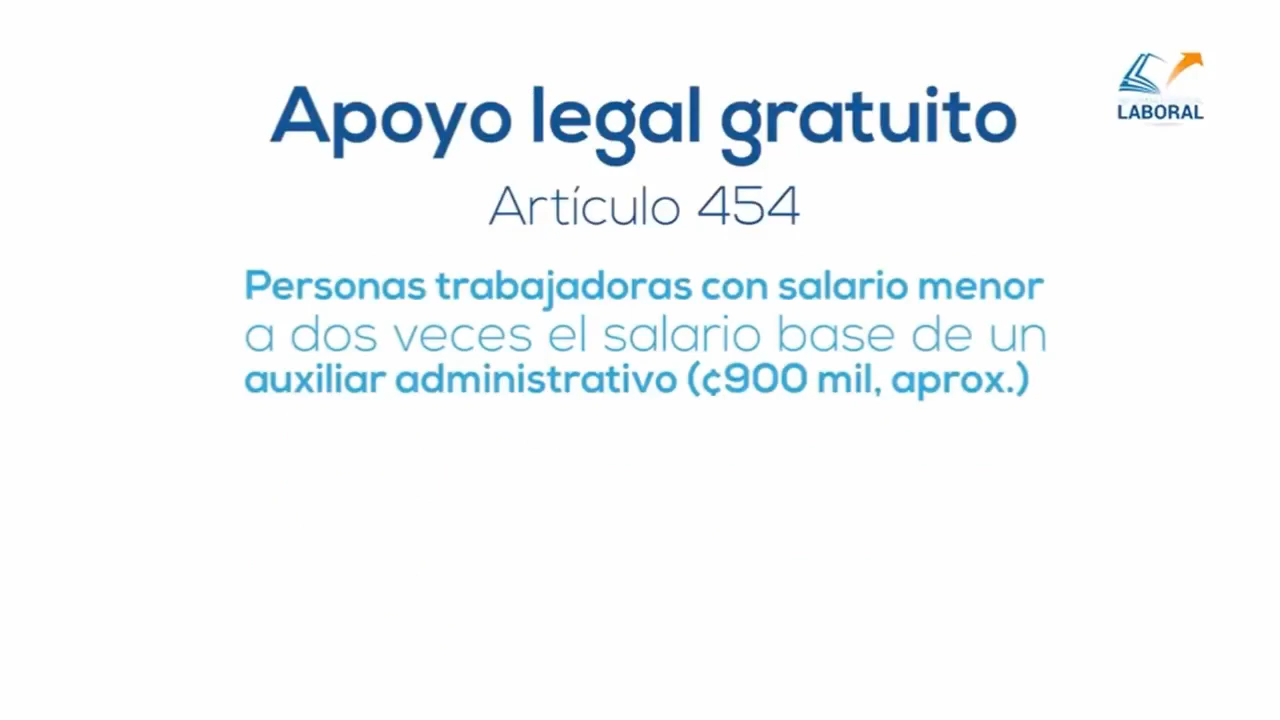 LABORAL
Apoyo legal gratuito
Artículo 454
Personas trabajadoras con salario menor
a dos veces el salario base de un
auxiliar administrativo (¢900 mil, aprox.)